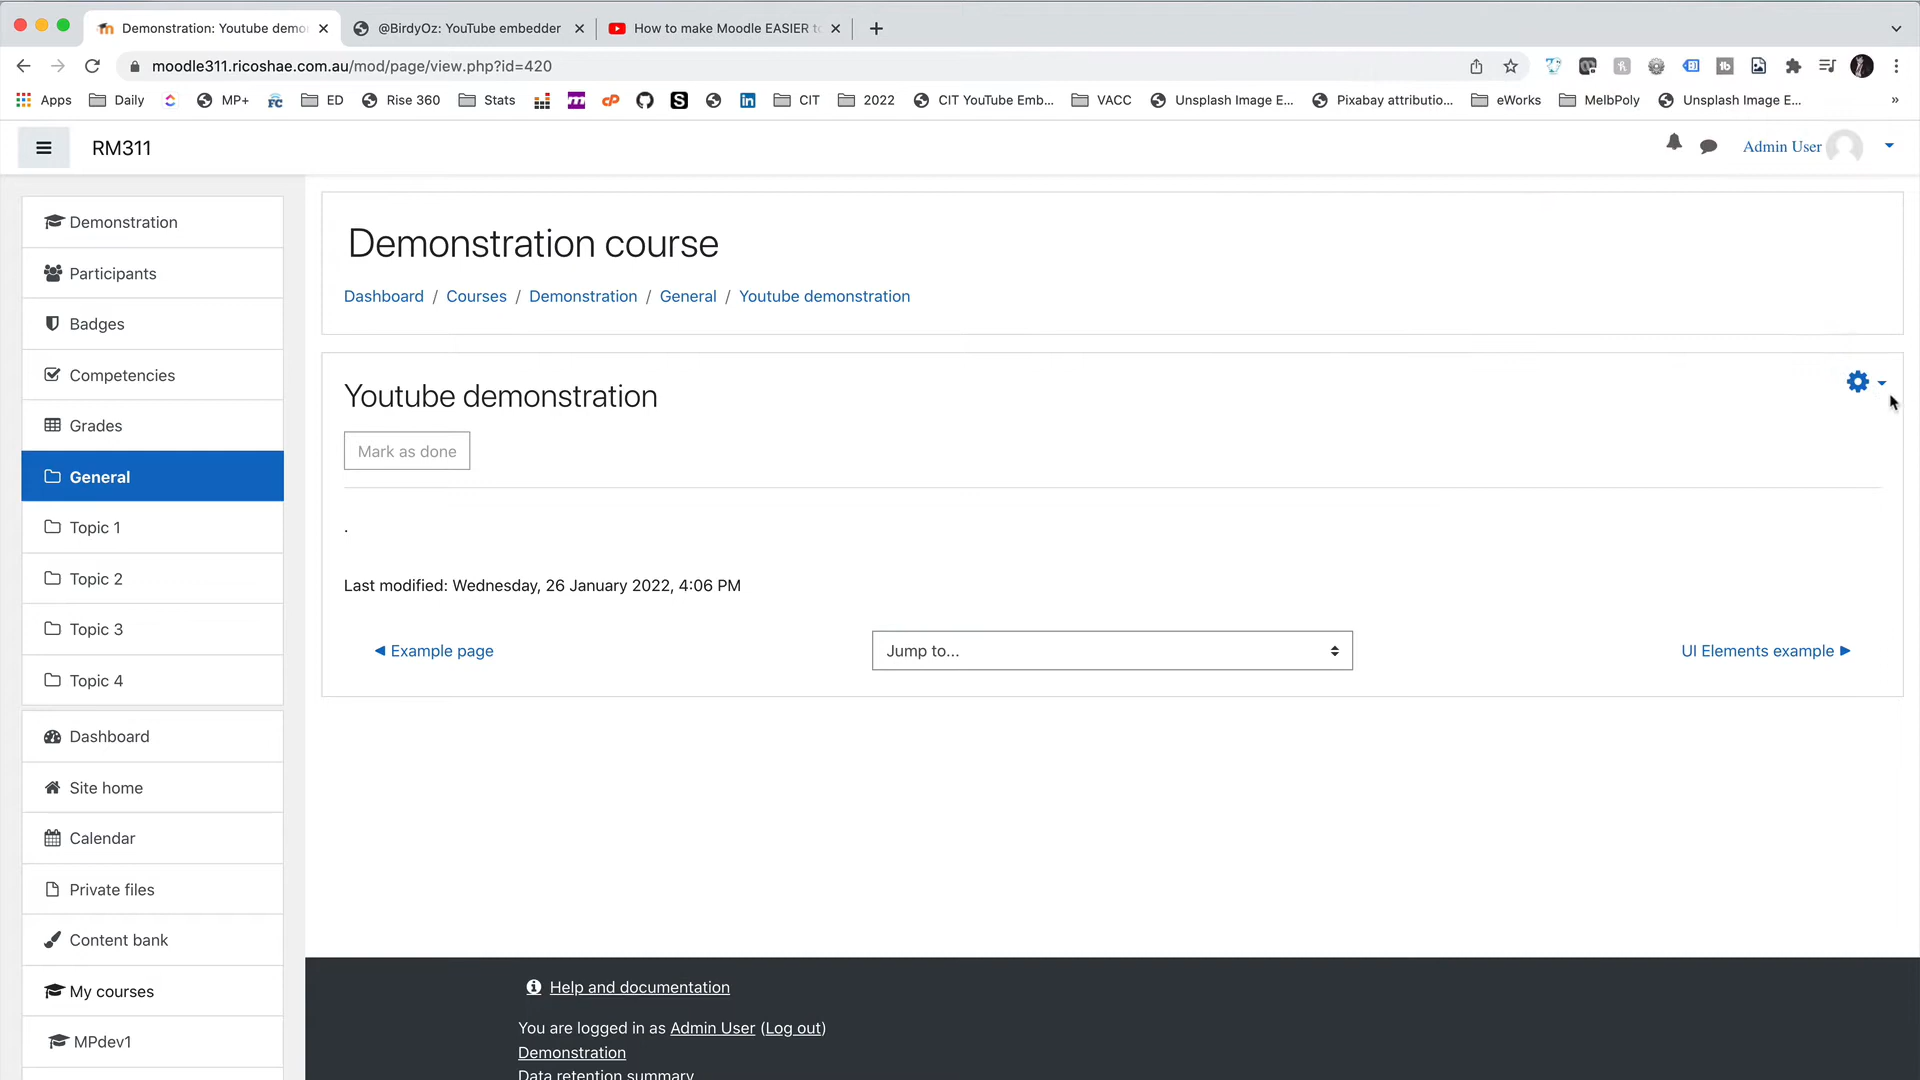 Demonstration: Youtube demo
@BirdyOz: YouTube embedder
How to make Moodle EASIER t
moodle311.ricoshae.com.au/mod/page/view.php?id=420
Apps Daily MP+ FC ED Rise 360 Stats CIT 2022 CIT YouTube Emb... VACC Unsplash Image E... Pixabay attributio... eWorks MelbPoly Unsplash Image E... »
RM311
Admin User
Demonstration
Participants
Badges
Competencies
Grades
General
Topic 1
Topic 2
Topic 3
Topic 4
Dashboard
Site home
Calendar
Private files
Content bank
My courses
MPdev1
Demonstration course
Dashboard / Courses / Demonstration / General / Youtube demonstration
Youtube demonstration
Mark as done
.
Last modified: Wednesday, 26 January 2022, 4:06 PM
◀ Example page
Jump to...
UI Elements example ▶
Help and documentation
You are logged in as Admin User (Log out)
Demonstration
Data retention summary